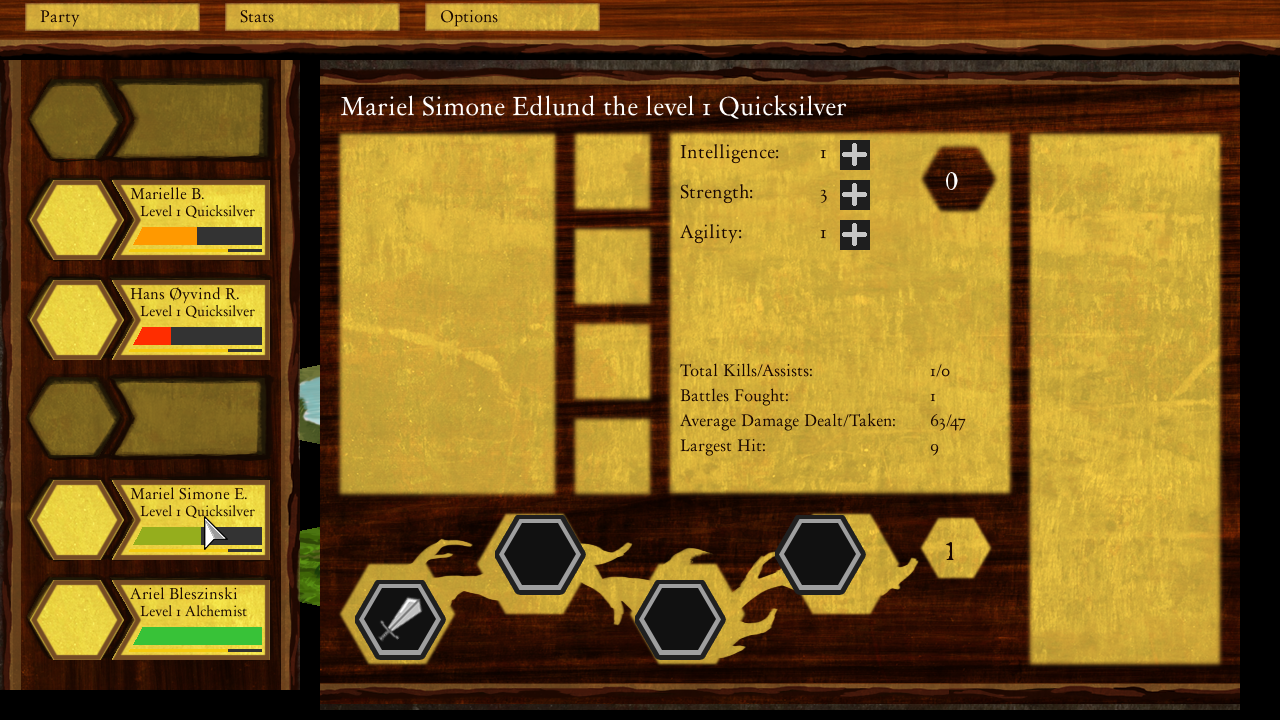 Party
Stats
Options
Marielle B.
Level 1 Quicksilver
Hans Øyvind R.
Level 1 Quicksilver
Mariel Simone E.
Level 1 Quicksilver
Ariel Bleszinski
Level 1 Alchemist
Mariel Simone Edlund the level 1 Quicksilver
Intelligence: 1
Strength: 3
Agility: 1
0
Total Kills/Assists: 1/0
Battles Fought: 1
Average Damage Dealt/Taken: 63/47
Largest Hit: 9
1